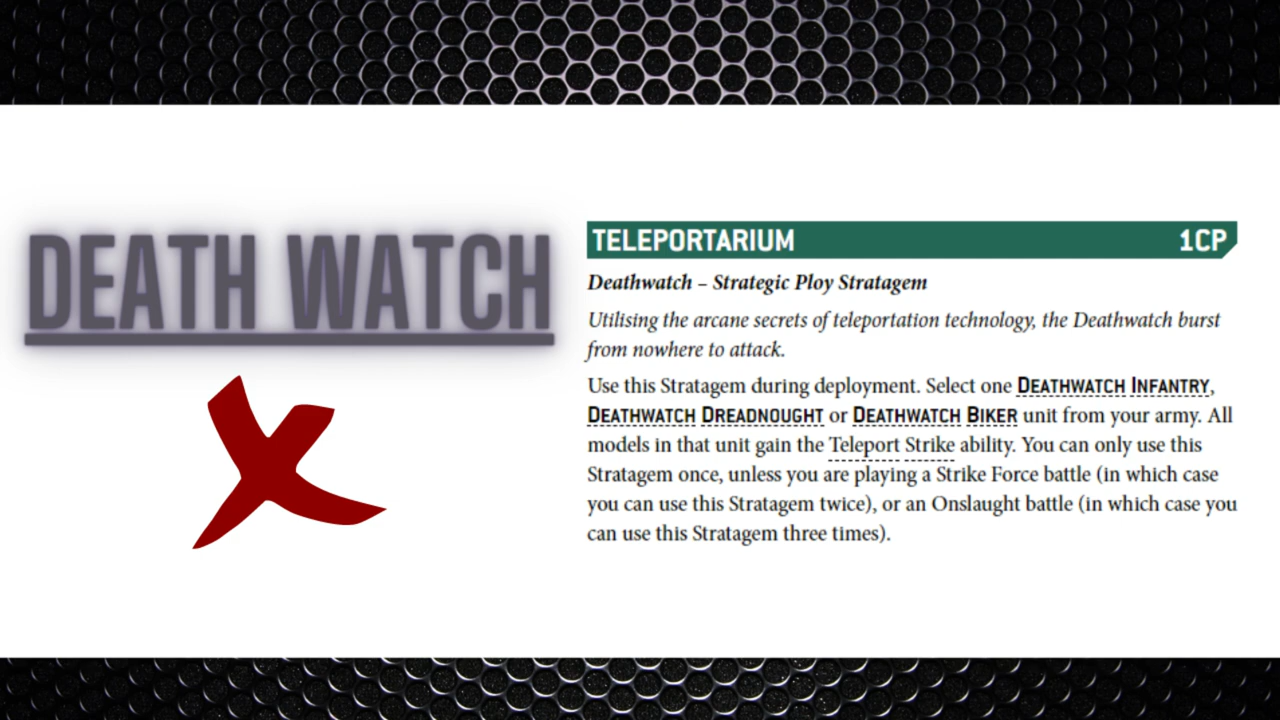 DEATH WATCH
TELEPORTARIUM 1CP
Deathwatch – Strategic Ploy Stratagem
Utilising the arcane secrets of teleportation technology, the Deathwatch burst
from nowhere to attack.
Use this Stratagem during deployment. Select one DEATHWATCH INFANTRY,
DEATHWATCH DREADNOUGHT or DEATHWATCH BIKER unit from your army. All
models in that unit gain the Teleport Strike ability. You can only use this
Stratagem once, unless you are playing a Strike Force battle (in which case
you can use this Stratagem twice), or an Onslaught battle (in which case you
can use this Stratagem three times).